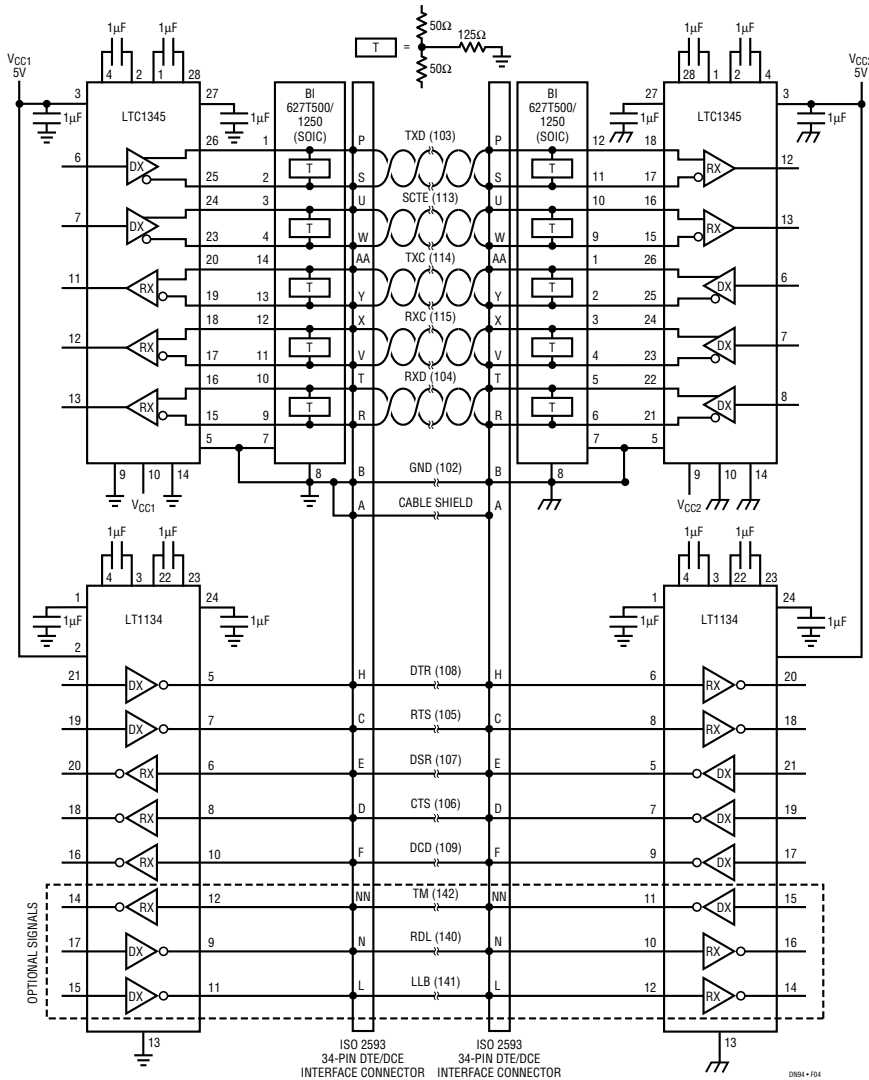 50Ω
125Ω
T =
50Ω
1µF 1µF
1µF 1µF
VCC1
5V
VCC2
5V
4 2 1 28
28 1 2 4
3 27
27 3
LTC1345
BI
627T500/
1250
(SOIC)
BI
627T500/
1250
(SOIC)
LTC1345
1µF 1µF
1µF 1µF
6 DX 26 1 T P TXD (103) P T 12 18 RX 12
25 2 S S 11 17
7 DX 24 3 T U SCTE (113) U T 10 16 RX 13
23 4 W W 9 15
11 RX 20 14 T AA TXC (114) AA T 1 26 DX 6
19 13 Y Y 2 25
12 RX 18 12 T X RXC (115) X T 3 24 DX 7
17 11 V V 4 23
13 RX 16 10 T T RXD (104) T T 5 22 DX 8
15 9 R R 6 21
5 7 7 5
9 10 14 8 B GND (102) B 8 9 10 14
VCC1 VCC2
A CABLE SHIELD A
1µF 1µF
1µF 1µF
4 3 22 23
4 3 22 23
1 24
1 24
LT1134
LT1134
1µF 1µF
1µF 1µF
2
21 DX 5 H DTR (108) H 6 RX 20
19 DX 7 C RTS (105) C 8 RX 18
20 RX 6 E DSR (107) E 5 DX 21
18 RX 8 D CTS (106) D 7 DX 19
16 RX 10 F DCD (109) F 9 DX 17
OPTIONAL SIGNALS
14 RX 12 NN TM (142) NN 11 DX 15
17 DX 9 N RDL (140) N 10 RX 16
15 DX 11 L LLB (141) L 12 RX 14
13 13
ISO 2593
34-PIN DTE/DCE
INTERFACE CONNECTOR
ISO 2593
34-PIN DTE/DCE
INTERFACE CONNECTOR
DN94 • F04